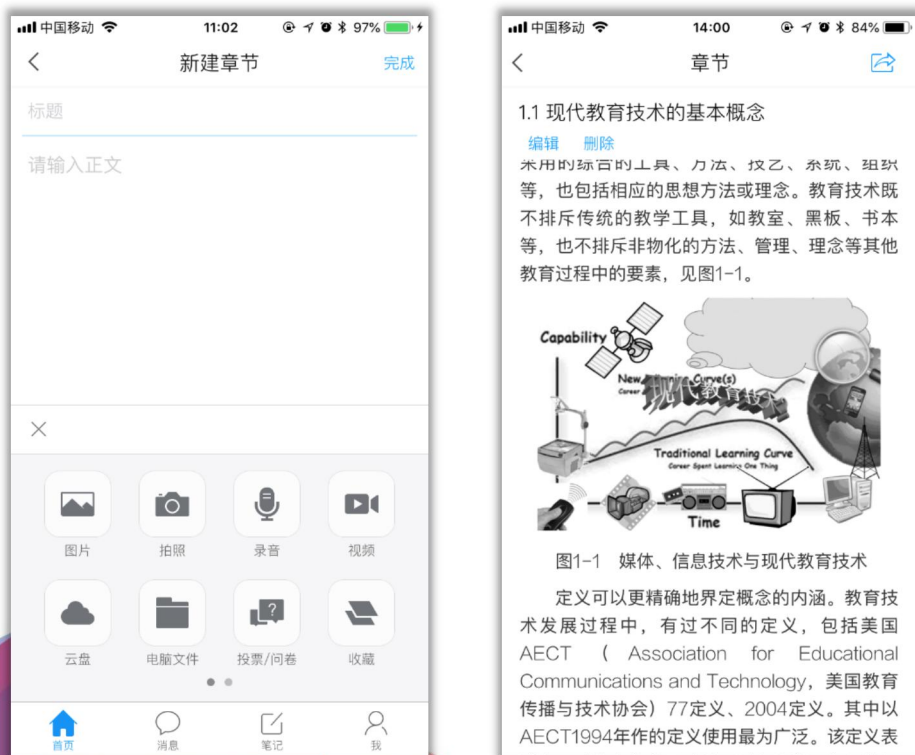 中国移动 11:02 97%
新建章节 完成
标题
请输入正文
图片 拍照 录音 视频
云盘 电脑文件 投票/问卷 收藏
首页 消息 笔记 我
中国移动 14:00 84%
章节
1.1 现代教育技术的基本概念
编辑 删除
采用的综合的工具、方法、技艺、系统、组织
等，也包括相应的思想方法或理念。教育技术既
不排斥传统的教学工具，如教室、黑板、书本
等，也不排斥非物化的方法、管理、理念等其他
教育过程中的要素，见图1-1。
Capability
New Curve(s)
Career
现代教育技术
Traditional Learning Curve
Career Spent Learning One Thing
Time
图1-1 媒体、信息技术与现代教育技术
定义可以更精确地界定概念的内涵。教育技
术发展过程中，有过不同的定义，包括美国
AECT （ Association for Educational
Communications and Technology，美国教育
传播与技术协会）77定义、2004定义。其中以
AECT1994年作的定义使用最为广泛。该定义表